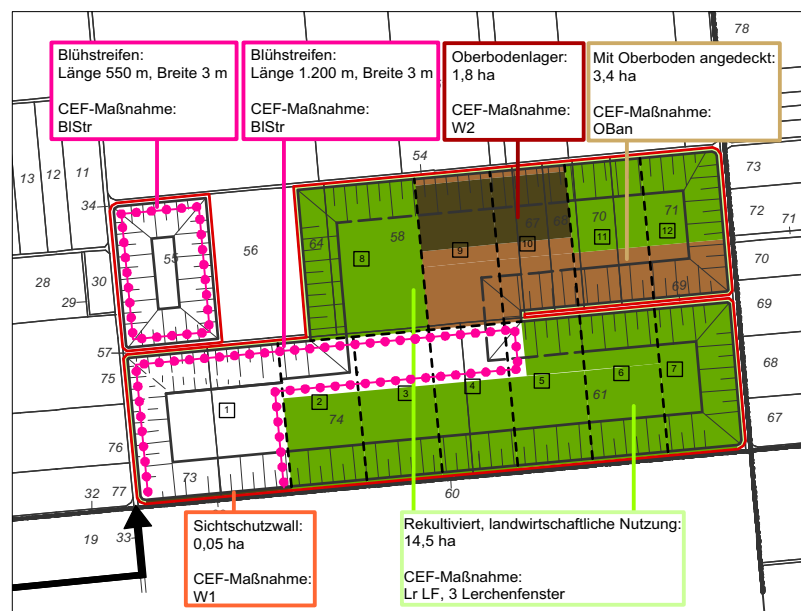 Blühstreifen:
Länge 550 m, Breite 3 m
CEF-Maßnahme:
BlStr
Blühstreifen:
Länge 1.200 m, Breite 3 m
CEF-Maßnahme:
BlStr
Oberbodenlager:
1,8 ha
CEF-Maßnahme:
W2
Mit Oberboden angedeckt:
3,4 ha
CEF-Maßnahme:
OBan
78
13 12 11
54
73
34
72
71
56
64
58
67
68
70
71
55
8
9
10
11
12
28
30
29
70
69
69
57
75
68
1
2
3
4
5
6
7
74
61
67
76
73
32
77
60
19
33
Sichtschutzwall:
0,05 ha
CEF-Maßnahme:
W1
Rekultiviert, landwirtschaftliche Nutzung:
14,5 ha
CEF-Maßnahme:
Lr LF, 3 Lerchenfenster